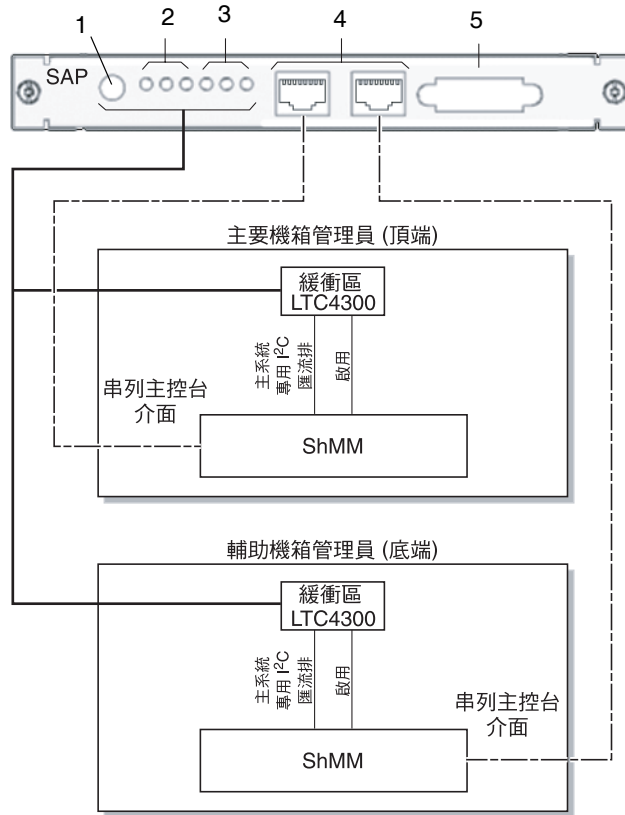 1
2
3
4
5
SAP
主要機箱管理員 (頂端)
緩衝區
LTC4300
主系統
專用 I²C
匯流排
啟用
串列主控台
介面
ShMM
輔助機箱管理員 (底端)
緩衝區
LTC4300
主系統
專用 I²C
匯流排
啟用
串列主控台
介面
ShMM